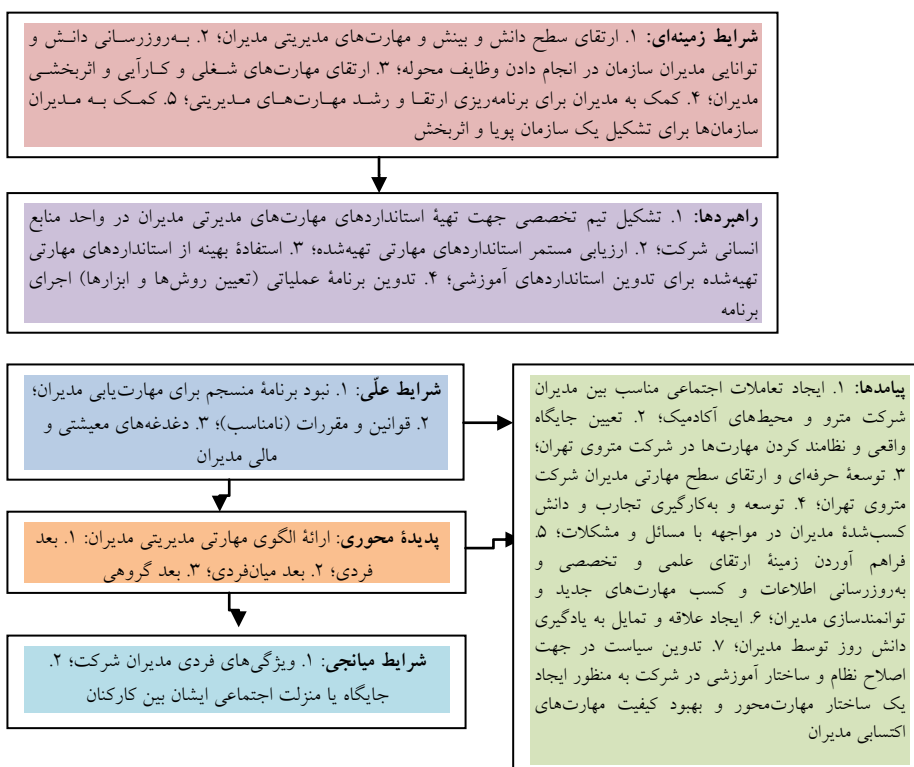 شرایط زمینه‌ای: ۱. ارتقای سطح دانش و بینش و مهارت‌های مدیریتی مدیران؛ ۲. به‌روزرسانی دانش و
توانایی مدیران سازمان در انجام دادن وظایف محوله؛ ۳. ارتقای مهارت‌های شغلی و کارآیی و اثربخشی
مدیران؛ ۴. کمک به مدیران برای برنامه‌ریزی ارتقا و رشد مهارت‌های مدیریتی؛ ۵. کمک به مدیران
سازمان‌ها برای تشکیل یک سازمان پویا و اثربخش
راهبردها: ۱. تشکیل تیم تخصصی جهت تهیهٔ استانداردهای مهارت‌های مدیرتی مدیران در واحد منابع
انسانی شرکت؛ ۲. ارزیابی مستمر استانداردهای مهارتی تهیه‌شده؛ ۳. استفادهٔ بهینه از استانداردهای مهارتی
تهیه‌شده برای تدوین استانداردهای آموزشی؛ ۴. تدوین برنامهٔ عملیاتی (تعیین روش‌ها و ابزارها) اجرای
برنامه
شرایط علّی: ۱. نبود برنامهٔ منسجم برای مهارت‌یابی مدیران؛
۲. قوانین و مقررات (نامناسب)؛ ۳. دغدغه‌های معیشتی و
مالی مدیران
پدیدهٔ محوری: ارائهٔ الگوی مهارتی مدیریتی مدیران: ۱. بعد
فردی؛ ۲. بعد میان‌فردی؛ ۳. بعد گروهی
شرایط میانجی: ۱. ویژگی‌های فردی مدیران شرکت؛ ۲.
جایگاه یا منزلت اجتماعی ایشان بین کارکنان
پیامدها: ۱. ایجاد تعاملات اجتماعی مناسب بین مدیران
شرکت مترو و محیط‌های آکادمیک؛ ۲. تعیین جایگاه
واقعی و نظامند کردن مهارت‌ها در شرکت متروی تهران؛
۳. توسعهٔ حرفه‌ای و ارتقای سطح مهارتی مدیران شرکت
متروی تهران؛ ۴. توسعه و به‌کارگیری تجارب و دانش
کسب‌شدهٔ مدیران در مواجهه با مسائل و مشکلات؛ ۵.
فراهم آوردن زمینهٔ ارتقای علمی و تخصصی و
به‌روزرسانی اطلاعات و کسب مهارت‌های جدید و
توانمندسازی مدیران؛ ۶. ایجاد علاقه و تمایل به یادگیری
دانش روز توسط مدیران؛ ۷. تدوین سیاست در جهت
اصلاح نظام و ساختار آموزشی در شرکت به منظور ایجاد
یک ساختار مهارت‌محور و بهبود کیفیت مهارت‌های
اکتسابی مدیران